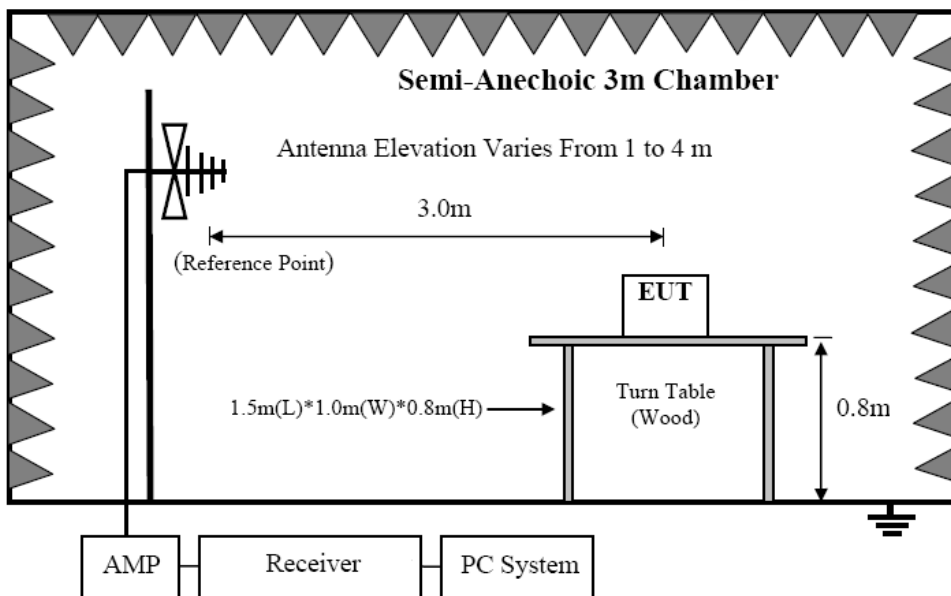 Semi-Anechoic 3m Chamber
Antenna Elevation Varies From 1 to 4 m
3.0m
(Reference Point)
EUT
1.5m(L)*1.0m(W)*0.8m(H)
Turn Table
(Wood)
0.8m
AMP
Receiver
PC System